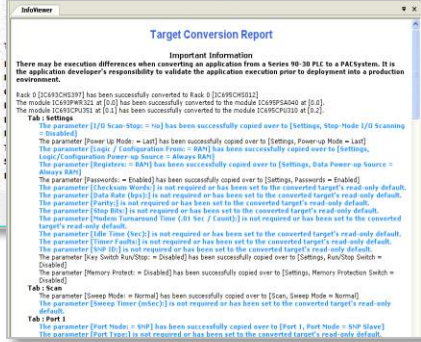 InfoViewer
Target Conversion Report
Important Information
There may be execution differences when converting an application from a Series 90-30 PLC to a PACSystem. It is
the application developer's responsibility to validate the application execution prior to deployment into a production
environment.
Rack 0 [IC693CHS397] has been successfully converted to Rack 0 [IC695CHS012]
The module IC693PWR321 at [0.0] has been successfully converted to the module IC695PSA040 at [0.0].
The module IC693CPU351 at [0.1] has been successfully converted to the module IC695CPU310 at [0.2].
Tab : Settings
The parameter [I/O Scan-Stop: = No] has been successfully copied over to [Settings, Stop-Mode I/O Scanning
= Disabled]
The parameter [Power Up Mode: = Last] has been successfully copied over to [Settings, Power-up Mode = Last]
The parameter [Logic / Configuration From: = RAM] has been successfully copied over to [Settings,
Logic/Configuration Power-up Source = Always RAM]
The parameter [Registers: = RAM] has been successfully copied over to [Settings, Data Power-up Source =
Always RAM]
The parameter [Passwords: = Enabled] has been successfully copied over to [Settings, Passwords = Enabled]
The parameter [Checksum Words:] is not required or has been set to the converted target's read-only default.
The parameter [Data Rate (bps):] is not required or has been set to the converted target's read-only default.
The parameter [Parity:] is not required or has been set to the converted target's read-only default.
The parameter [Stop Bits:] is not required or has been set to the converted target's read-only default.
The parameter [Modem Turnaround Time (.01 Sec / Count):] is not required or has been set to the converted
target's read-only default.
The parameter [Idle Time (Sec):] is not required or has been set to the converted target's read-only default.
The parameter [Timer Faults:] is not required or has been set to the converted target's read-only default.
The parameter [SNP ID:] is not required or has been set to the converted target's read-only default.
The parameter [Key Switch Run/Stop: = Disabled] has been successfully copied over to [Settings, Run/Stop Switch =
Disabled]
The parameter [Memory Protect: = Disabled] has been successfully copied over to [Settings, Memory Protection Switch =
Disabled]
Tab : Scan
The parameter [Sweep Mode: = Normal] has been successfully copied over to [Scan, Sweep Mode = Normal]
The parameter [Sweep Timer (mSec):] is not required or has been set to the converted target's read-only
default.
Tab : Port 1
The parameter [Port Mode: = SNP] has been successfully copied over to [Port 1, Port Mode = SNP Slave]
The parameter [Port Type:] is not required or has been set to the converted target's read-only default.